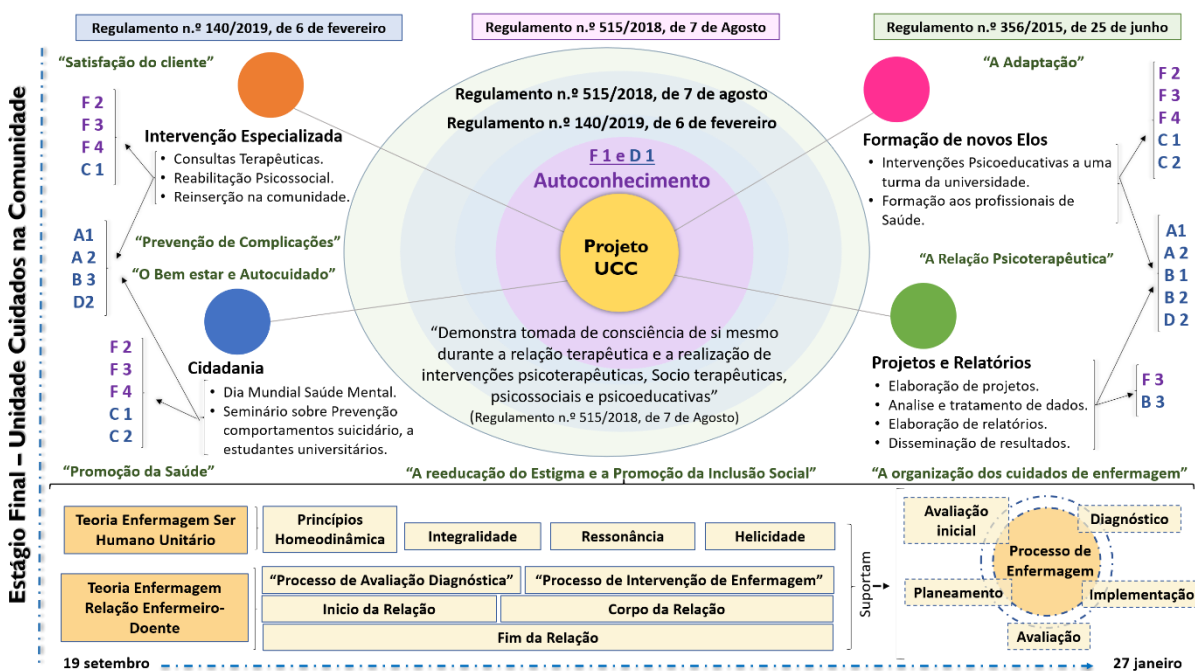 Estágio Final – Unidade Cuidados na Comunidade
Regulamento n.º 140/2019, de 6 de fevereiro
Regulamento n.º 515/2018, de 7 de Agosto
Regulamento n.º 356/2015, de 25 de junho
“Satisfação do cliente”
F 2
F 3
F 4
C 1
Intervenção Especializada
• Consultas Terapêuticas.
• Reabilitação Psicossocial.
• Reinserção na comunidade.
A1
A 2
B 3
D2
“Prevenção de Complicações”
“O Bem estar e Autocuidado”
F 2
F 3
F 4
C 1
C 2
Cidadania
• Dia Mundial Saúde Mental.
• Seminário sobre Prevenção
comportamentos suicidário, a
estudantes universitários.
Regulamento n.º 515/2018, de 7 de agosto
Regulamento n.º 140/2019, de 6 de fevereiro
F 1 e D 1
Autoconhecimento
Projeto
UCC
“Demonstra tomada de consciência de si mesmo
durante a relação terapêutica e a realização de
intervenções psicoterapêuticas, Socio terapêuticas,
psicossociais e psicoeducativas”
(Regulamento n.º 515/2018, de 7 de Agosto)
“A Adaptação”
F 2
F 3
F 4
C 1
C 2
Formação de novos Elos
• Intervenções Psicoeducativas a uma
turma da universidade.
• Formação aos profissionais de
Saúde.
A1
A 2
B 1
B 2
D 2
“A Relação Psicoterapêutica”
Projetos e Relatórios
• Elaboração de projetos.
• Analise e tratamento de dados.
• Elaboração de relatórios.
• Disseminação de resultados.
F 3
B 3
“Promoção da Saúde”
“A reeducação do Estigma e a Promoção da Inclusão Social”
“A organização dos cuidados de enfermagem”
Teoria Enfermagem Ser
Humano Unitário
Princípios
Homeodinâmica
Integralidade
Ressonância
Helicidade
Teoria Enfermagem
Relação Enfermeiro-
Doente
“Processo de Avaliação Diagnóstica”
“Processo de Intervenção de Enfermagem”
Inicio da Relação
Corpo da Relação
Fim da Relação
Suportam
Avaliação
inicial
Diagnóstico
Processo de
Enfermagem
Planeamento
Implementação
Avaliação
19 setembro
27 janeiro